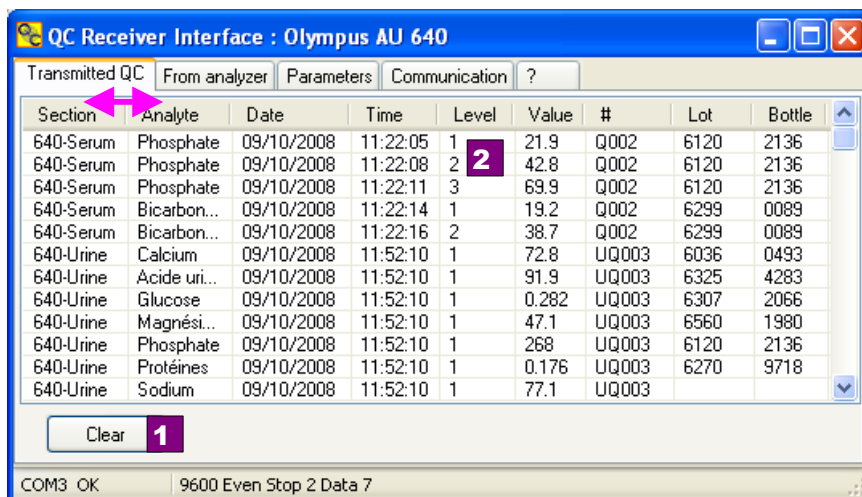 QC Receiver Interface : Olympus AU 640
Transmitted QC From analyzer Parameters Communication ?
Section Analyte Date Time Level Value # Lot Bottle
640-Serum Phosphate 09/10/2008 11:22:05 1 21.9 Q002 6120 2136
640-Serum Phosphate 09/10/2008 11:22:08 2 42.8 Q002 6120 2136
2
640-Serum Phosphate 09/10/2008 11:22:11 3 69.9 Q002 6120 2136
640-Serum Bicarbon... 09/10/2008 11:22:14 1 19.2 Q002 6299 0089
640-Serum Bicarbon... 09/10/2008 11:22:16 2 38.7 Q002 6299 0089
640-Urine Calcium 09/10/2008 11:52:10 1 72.8 UQ003 6036 0493
640-Urine Acide uri... 09/10/2008 11:52:10 1 91.9 UQ003 6325 4283
640-Urine Glucose 09/10/2008 11:52:10 1 0.282 UQ003 6307 2066
640-Urine Magnési... 09/10/2008 11:52:10 1 47.1 UQ003 6560 1980
640-Urine Phosphate 09/10/2008 11:52:10 1 268 UQ003 6120 2136
640-Urine Protéines 09/10/2008 11:52:10 1 0.176 UQ003 6270 9718
640-Urine Sodium 09/10/2008 11:52:10 1 77.1 UQ003
Clear 1
COM3 OK 9600 Even Stop 2 Data 7